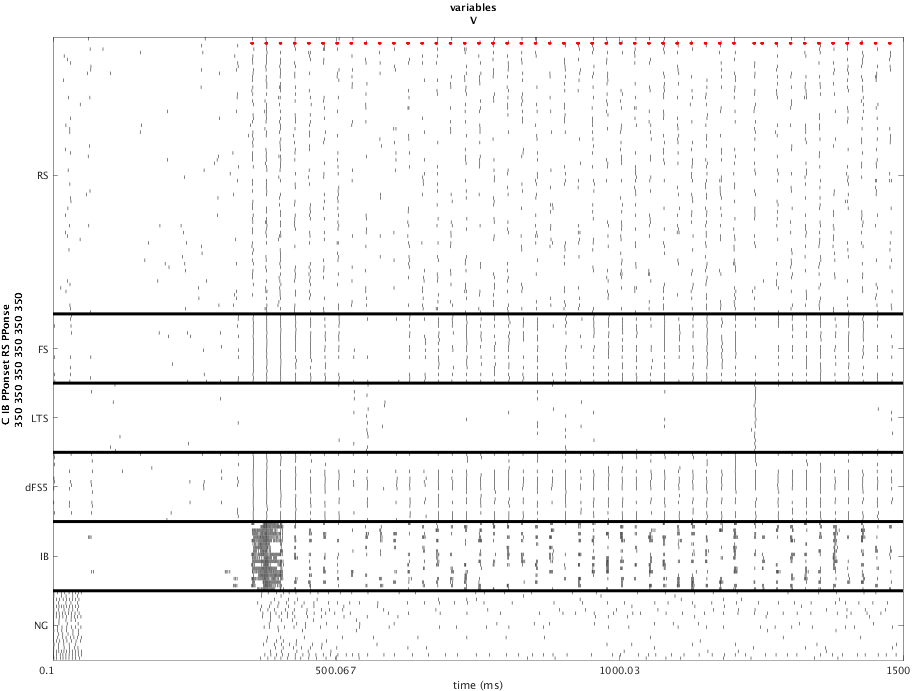 variables
V
RS
FS
LTS
dFS5
IB
NG
C IB PPonset RS PPonse
350 350 350 350 350 350
0.1
500.067
1000.03
1500
time (ms)